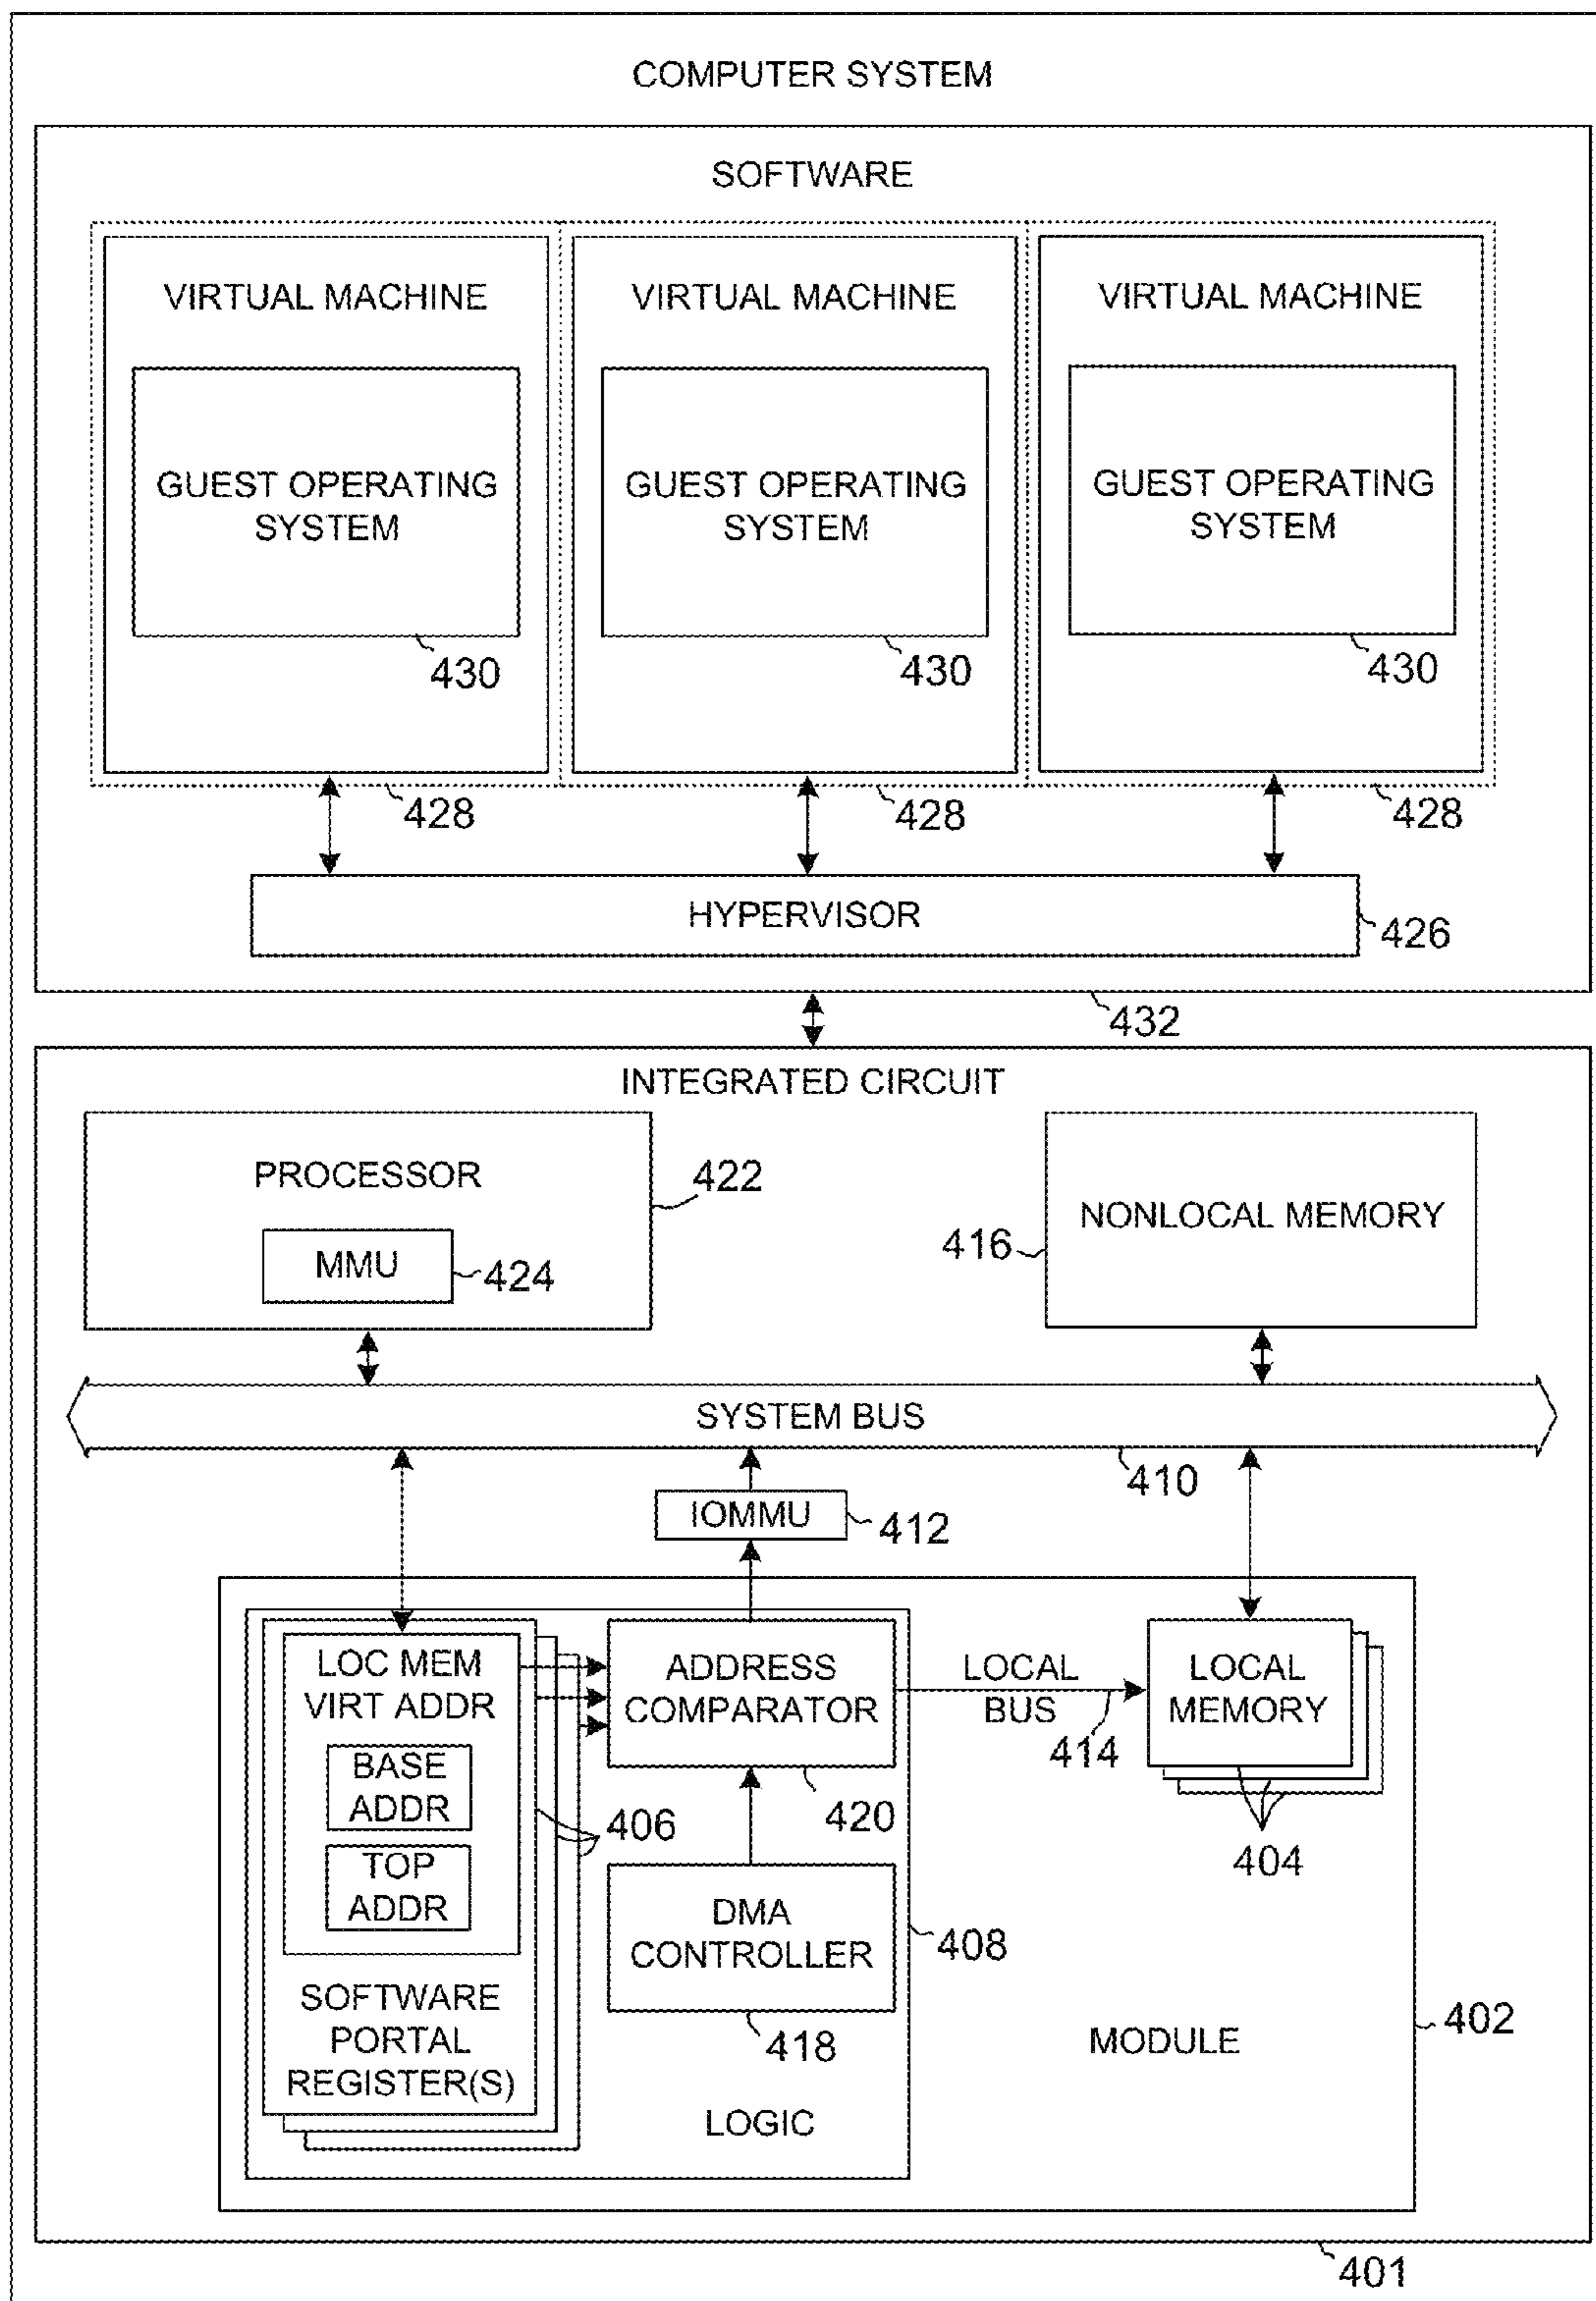 COMPUTER SYSTEM
SOFTWARE
VIRTUAL MACHINE
GUEST OPERATING
SYSTEM
430
428
VIRTUAL MACHINE
GUEST OPERATING
SYSTEM
430
428
VIRTUAL MACHINE
GUEST OPERATING
SYSTEM
430
428
HYPERVISOR
426
432
INTEGRATED CIRCUIT
PROCESSOR
422
MMU
424
NONLOCAL MEMORY
416
SYSTEM BUS
410
IOMMU
412
LOC MEM
VIRT ADDR
BASE
ADDR
TOP
ADDR
SOFTWARE
PORTAL
REGISTER(S)
406
ADDRESS
COMPARATOR
420
DMA
CONTROLLER
418
LOGIC
408
LOCAL
BUS
414
LOCAL
MEMORY
404
MODULE
402
401